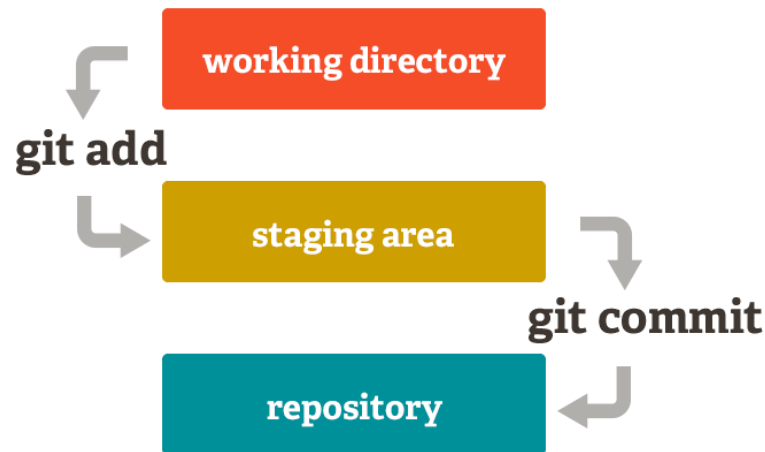 working directory
git add
staging area
git commit
repository